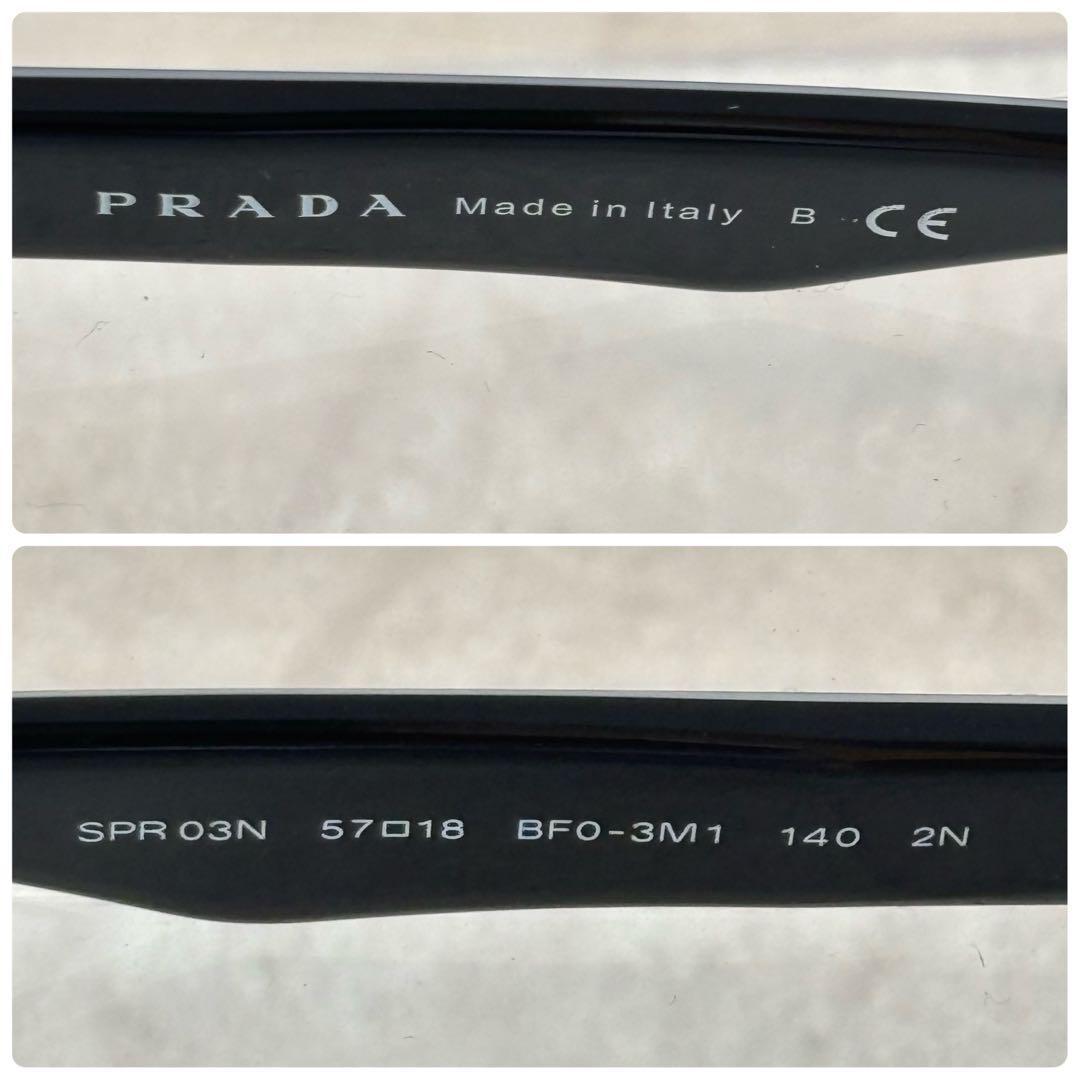 PRADA Made in Italy B CE
SPR 03N 57□18 BF0-3M1 140 2N